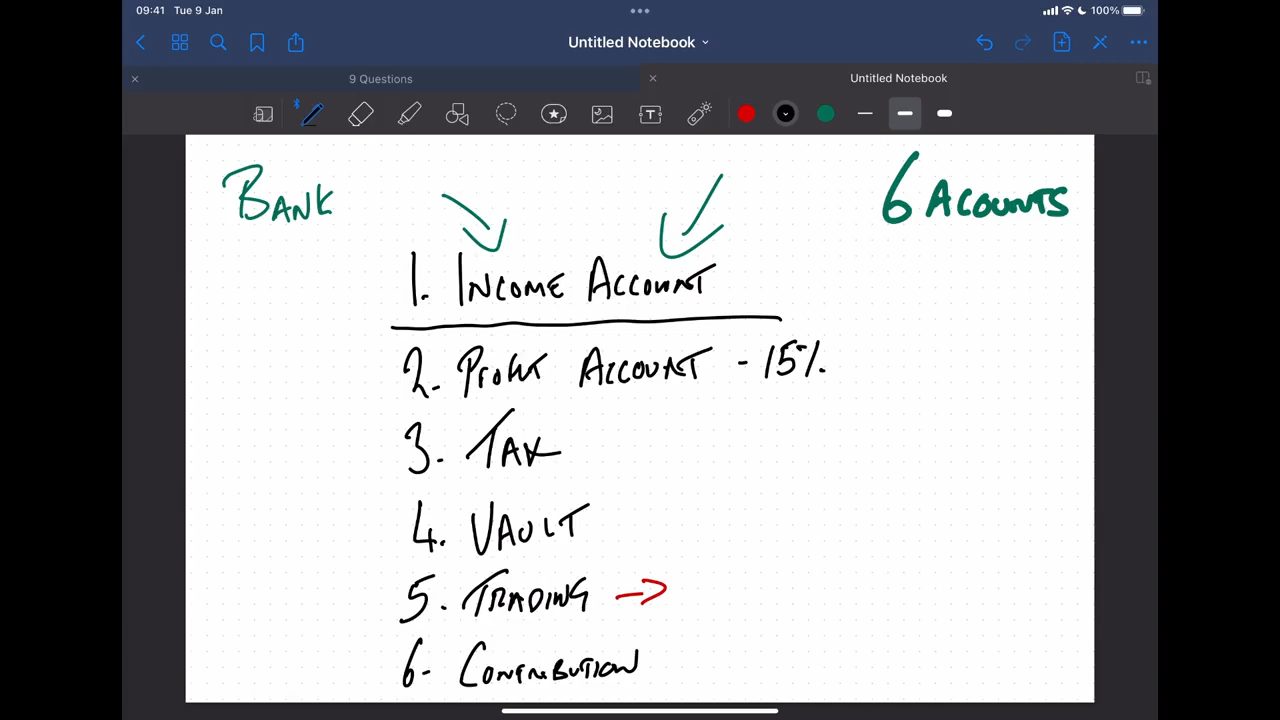 09:41 Tue 9 Jan
100%
Untitled Notebook
9 Questions
Untitled Notebook
T
BANK
6 ACOUNTS
1. INCOME ACCOUNT
2. PROFIT ACCOUNT - 15%
3. TAX
4. VAULT
5. TRADING
6- CONTRIBUTION